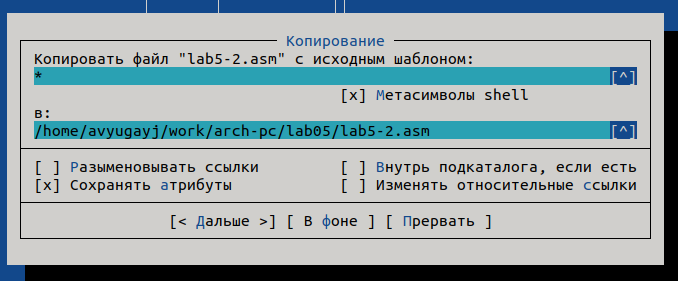 Копирование
Копировать файл "lab5-2.asm" с исходным шаблоном:
* [^]
[x] Метасимволы shell
в:
/home/avyugayj/work/arch-pc/lab05/lab5-2.asm [^]
[ ] Разыменовывать ссылки [ ] Внутрь подкаталога, если есть
[x] Сохранять атрибуты [ ] Изменять относительные ссылки
[< Дальше >] [ В фоне ] [ Прервать ]